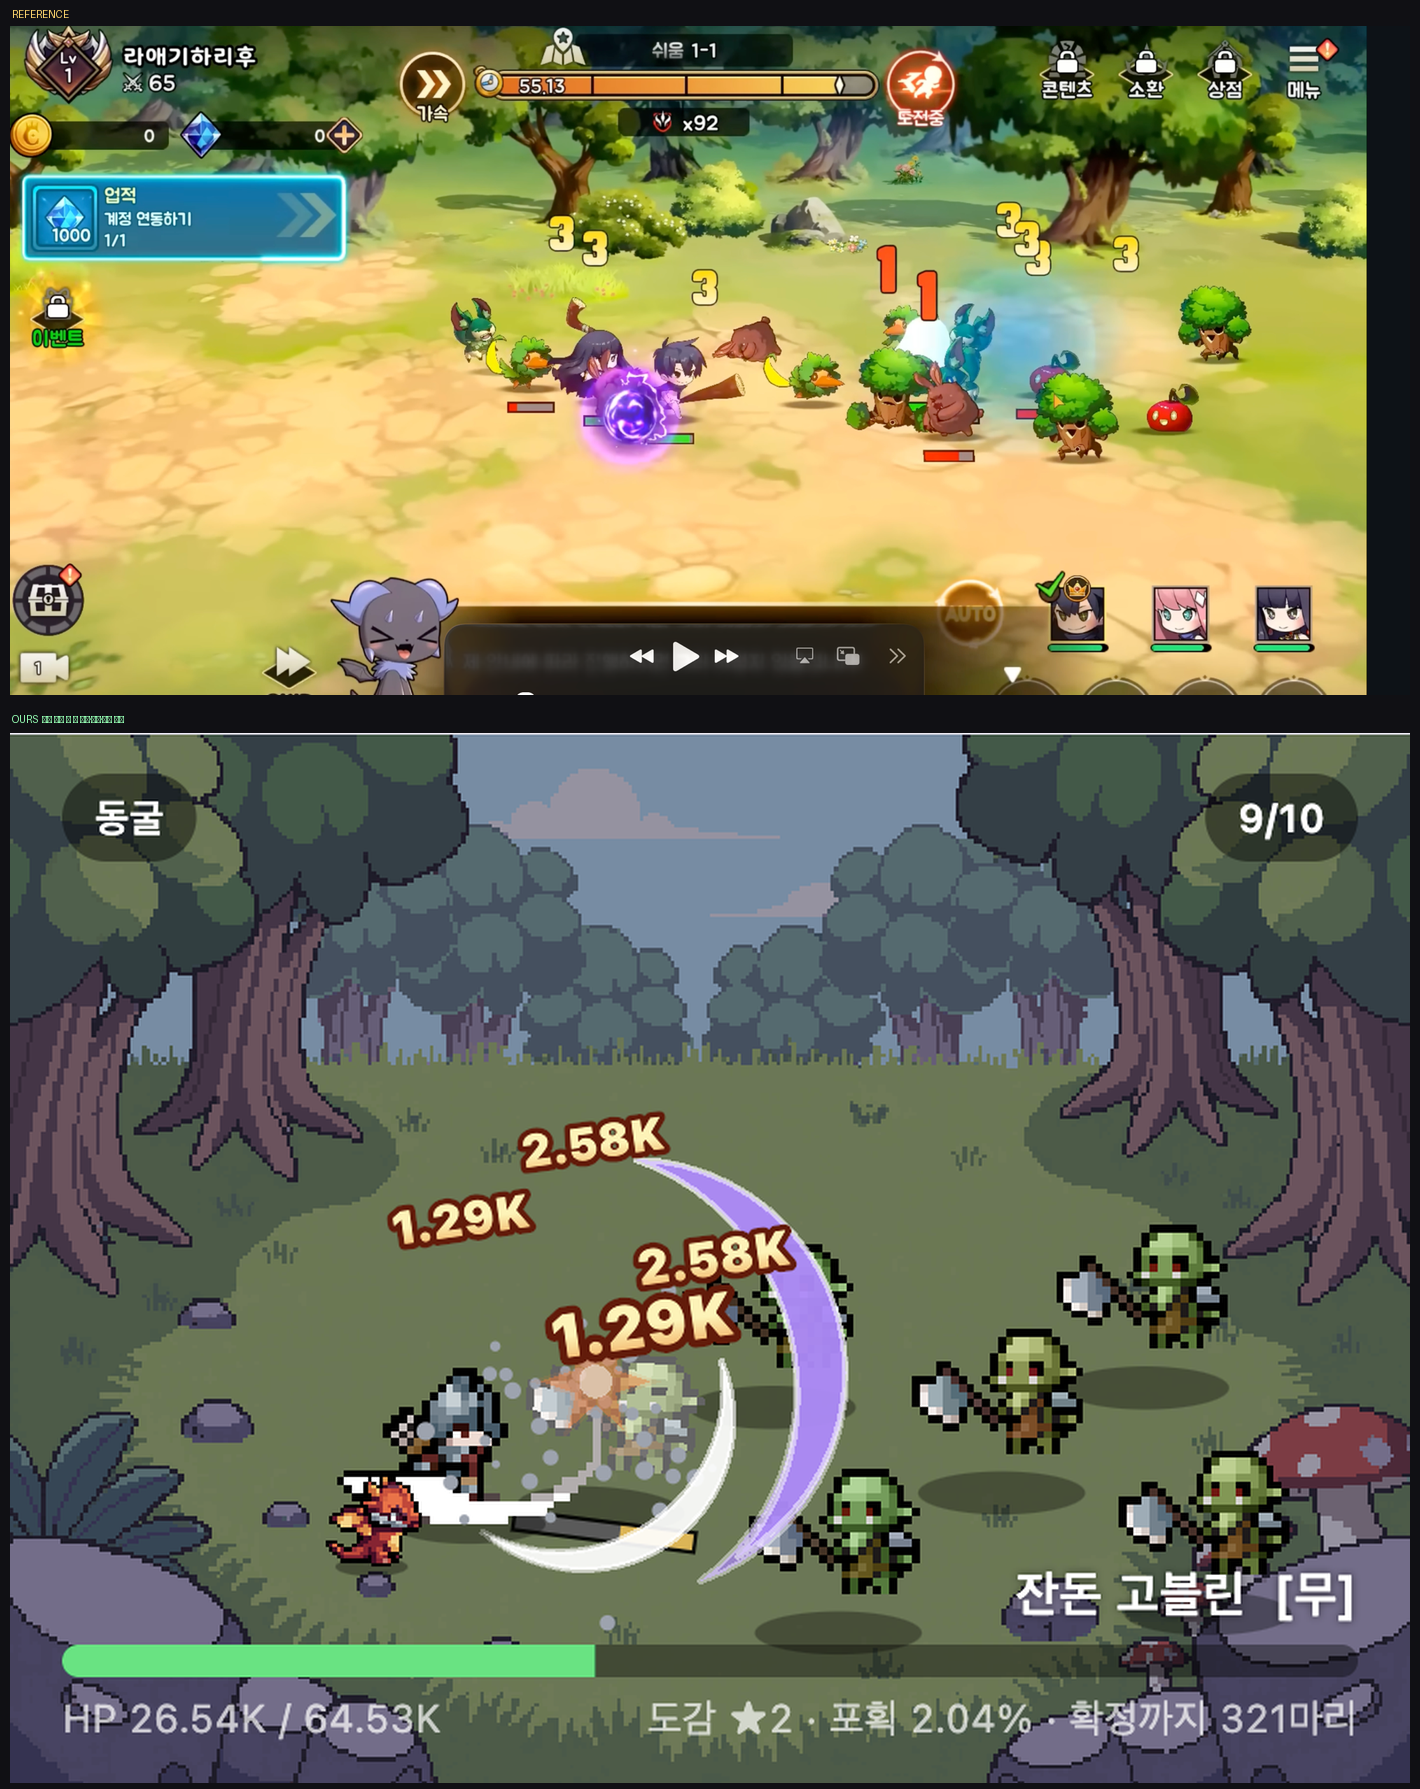 REFERENCE
Lv
1
라애기하리후
65
가속
쉬움 1-1
55.13
x92
도전중
콘텐츠
소환
상점
메뉴
0
0
업적
계정 연동하기
1/1
1000
이벤트
3
3
3
1
1
3
3
3
3
AUTO
1
OURS
동굴
9/10
2.58K
1.29K
2.58K
1.29K
잔돈 고블린 [무]
HP 26.54K / 64.53K
도감 ★2 · 포획 2.04% · 확정까지 321마리